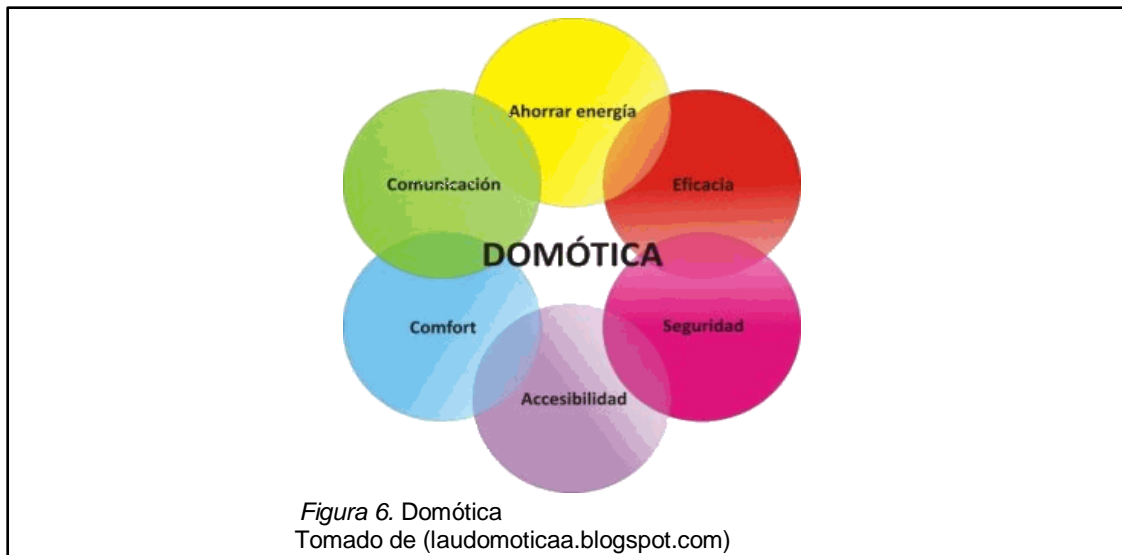 Ahorrar energía
Comunicación
Eficacia
DOMÓTICA
Comfort
Seguridad
Accesibilidad
Figura 6. Domótica
Tomado de (laudomoticaa.blogspot.com)